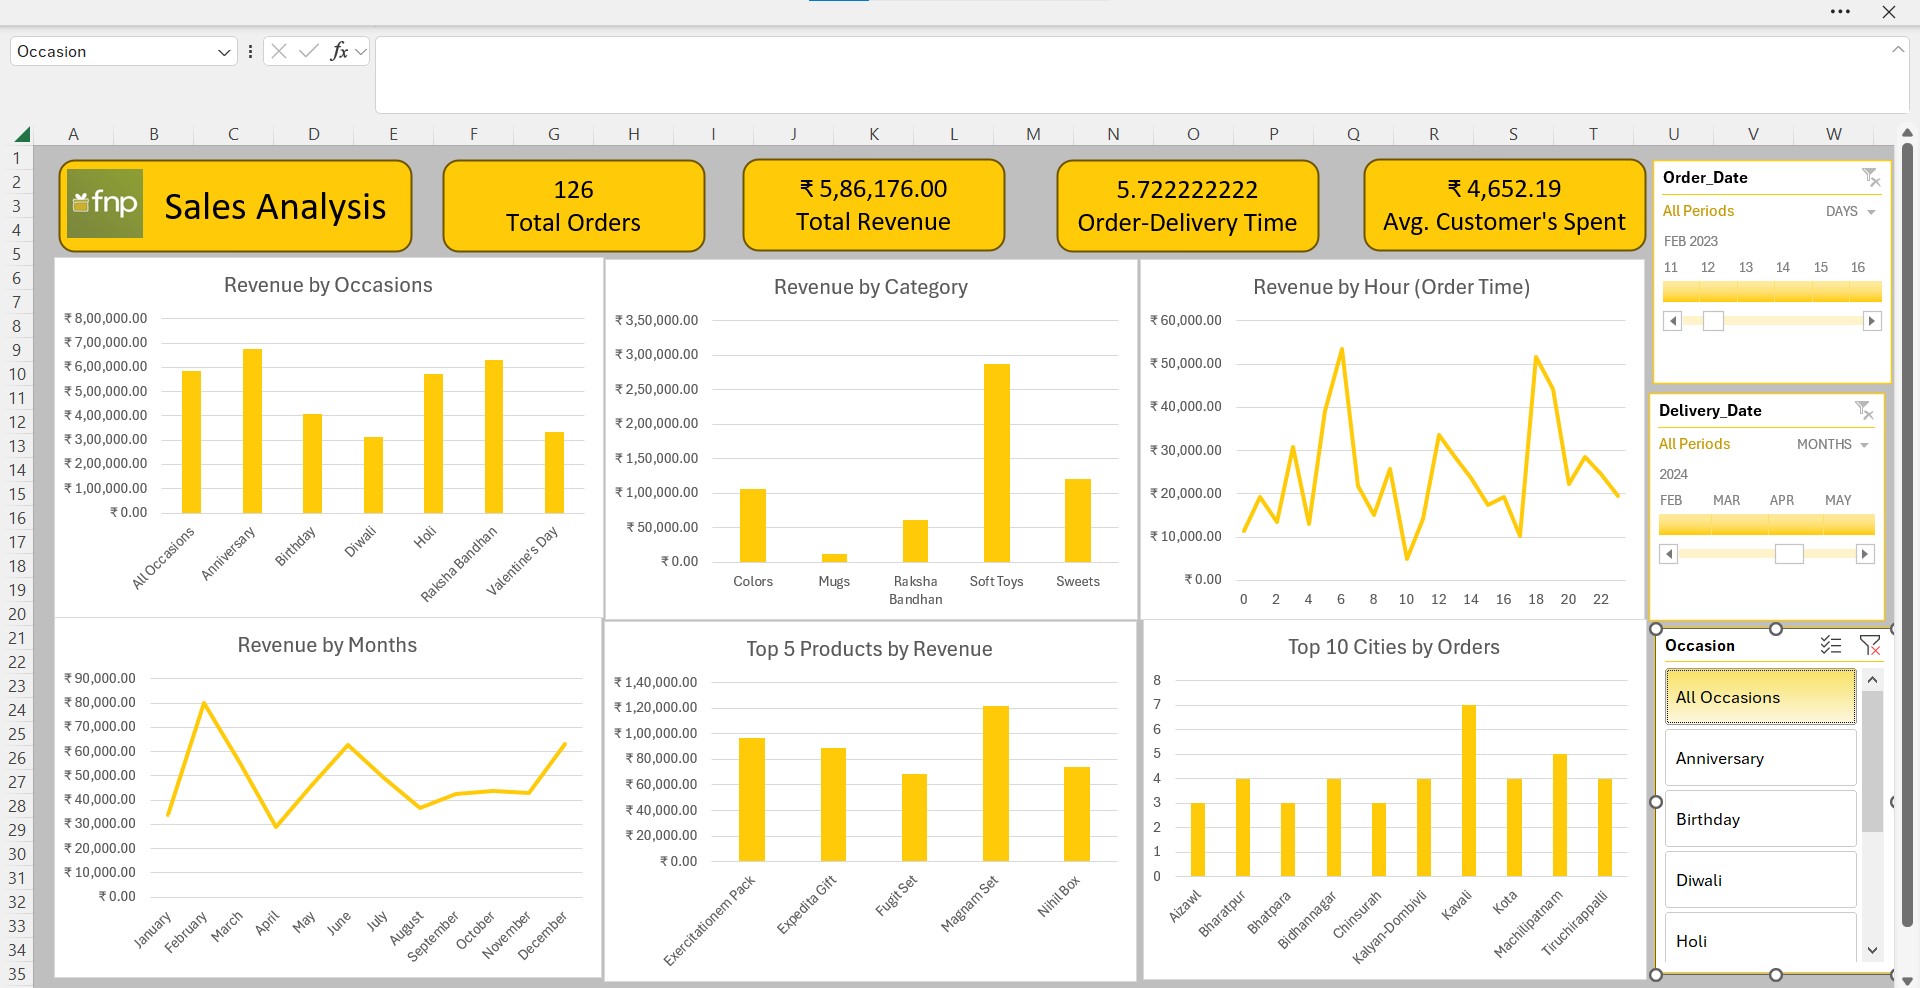 Occasion
fx
A B C D E F G H I J K L M N O P Q R S T U V W
1
2
3
4
5
6
7
8
9
10
11
12
13
14
15
16
17
18
19
20
21
22
23
24
25
26
27
28
29
30
31
32
33
34
35
fnp
Sales Analysis
126
Total Orders
₹ 5,86,176.00
Total Revenue
5.722222222
Order-Delivery Time
₹ 4,652.19
Avg. Customer's Spent
Revenue by Occasions
₹ 8,00,000.00
₹ 7,00,000.00
₹ 6,00,000.00
₹ 5,00,000.00
₹ 4,00,000.00
₹ 3,00,000.00
₹ 2,00,000.00
₹ 1,00,000.00
₹ 0.00
All Occasions
Anniversary
Birthday
Diwali
Holi
Raksha Bandhan
Valentine's Day
Revenue by Category
₹ 3,50,000.00
₹ 3,00,000.00
₹ 2,50,000.00
₹ 2,00,000.00
₹ 1,50,000.00
₹ 1,00,000.00
₹ 50,000.00
₹ 0.00
Colors
Mugs
Raksha
Bandhan
Soft Toys
Sweets
Revenue by Hour (Order Time)
₹ 60,000.00
₹ 50,000.00
₹ 40,000.00
₹ 30,000.00
₹ 20,000.00
₹ 10,000.00
₹ 0.00
0 2 4 6 8 10 12 14 16 18 20 22
Order_Date
All Periods DAYS
FEB 2023
11 12 13 14 15 16
Delivery_Date
All Periods MONTHS
2024
FEB MAR APR MAY
Revenue by Months
₹ 90,000.00
₹ 80,000.00
₹ 70,000.00
₹ 60,000.00
₹ 50,000.00
₹ 40,000.00
₹ 30,000.00
₹ 20,000.00
₹ 10,000.00
₹ 0.00
January
February
March
April
May
June
July
August
September
October
November
December
Top 5 Products by Revenue
₹ 1,40,000.00
₹ 1,20,000.00
₹ 1,00,000.00
₹ 80,000.00
₹ 60,000.00
₹ 40,000.00
₹ 20,000.00
₹ 0.00
Exercitationem Pack
Expedita Gift
Fugit Set
Magnam Set
Nihil Box
Top 10 Cities by Orders
8
7
6
5
4
3
2
1
0
Aizawl
Bharatpur
Bhatpara
Bidhannagar
Chinsurah
Kalyan-Dombivli
Kavali
Kota
Machilipatnam
Tiruchirappalli
Occasion
All Occasions
Anniversary
Birthday
Diwali
Holi